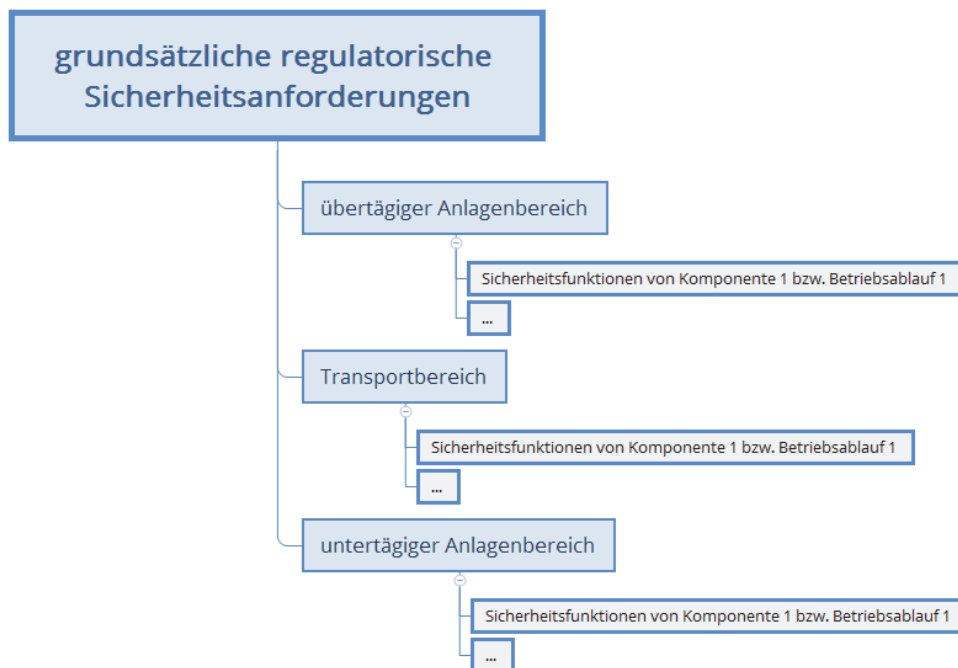 grundsätzliche regulatorische
Sicherheitsanforderungen
übertägiger Anlagenbereich
Sicherheitsfunktionen von Komponente 1 bzw. Betriebsablauf 1
...
Transportbereich
Sicherheitsfunktionen von Komponente 1 bzw. Betriebsablauf 1
...
untertägiger Anlagenbereich
Sicherheitsfunktionen von Komponente 1 bzw. Betriebsablauf 1
...